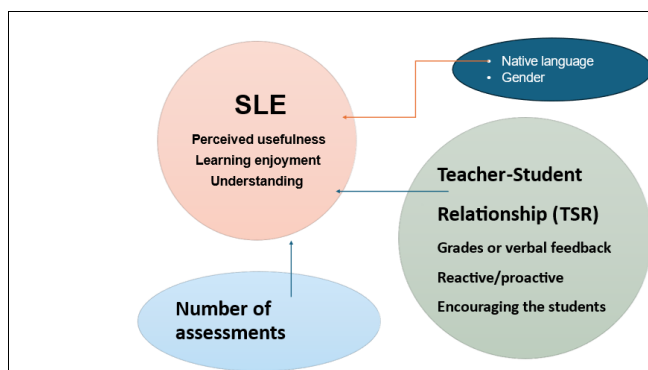 SLE
Perceived usefulness
Learning enjoyment
Understanding
• Native language
• Gender
Teacher-Student
Relationship (TSR)
Grades or verbal feedback
Reactive/proactive
Encouraging the students
Number of
assessments